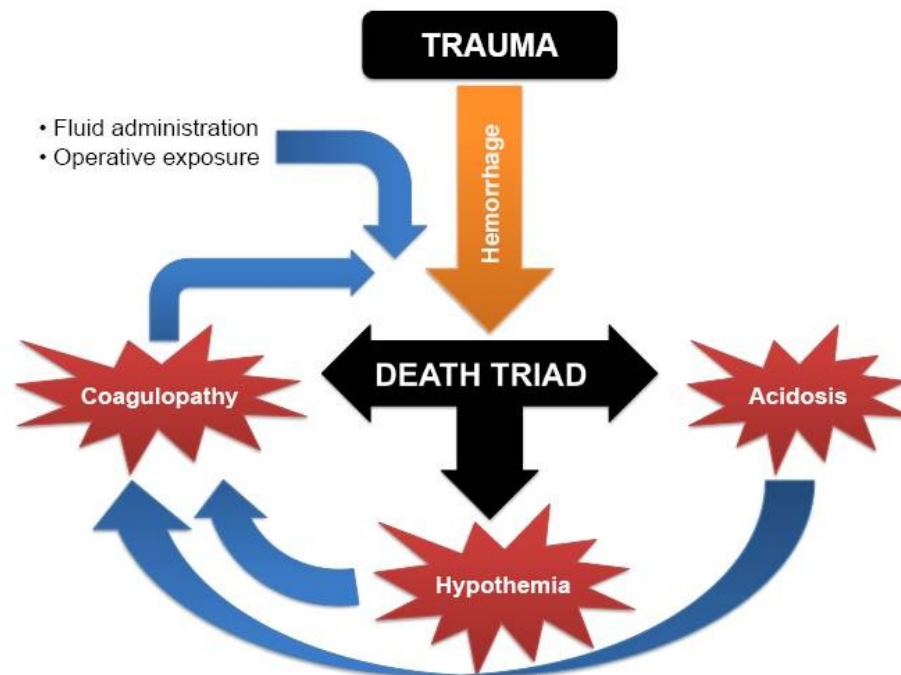 TRAUMA
• Fluid administration
• Operative exposure
Hemorrhage
DEATH TRIAD
Coagulopathy
Acidosis
Hypothemia